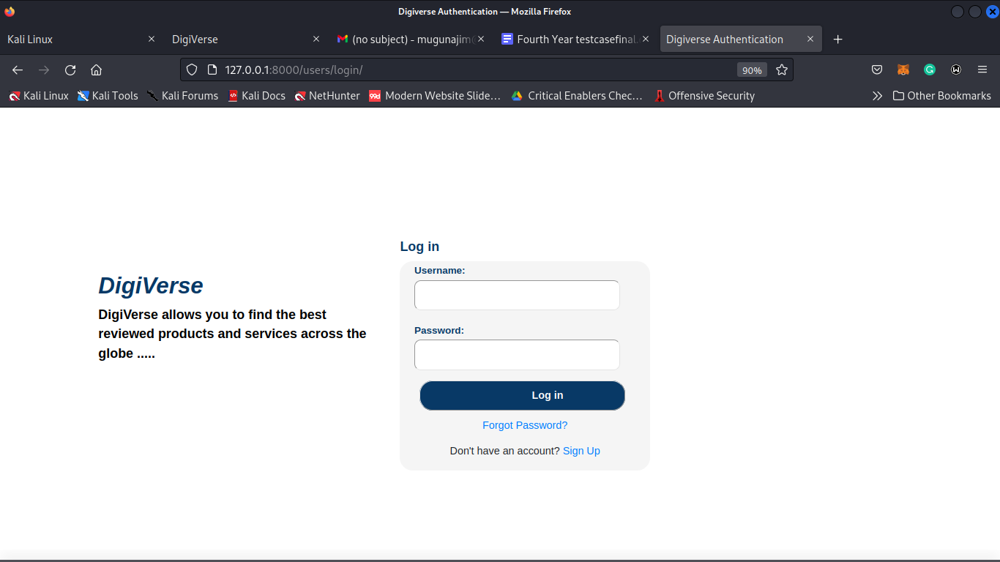 Digiverse Authentication — Mozilla Firefox
Kali Linux
DigiVerse
(no subject) - mugunajim@
Fourth Year testcasefinal.
Digiverse Authentication
127.0.0.1:8000/users/login/
90%
Kali Linux
Kali Tools
Kali Forums
Kali Docs
NetHunter
99d
Modern Website Slide…
Critical Enablers Chec…
Offensive Security
Other Bookmarks
Log in
Username:
DigiVerse
DigiVerse allows you to find the best
reviewed products and services across the
globe .....
Password:
Log in
Forgot Password?
Don't have an account? Sign Up